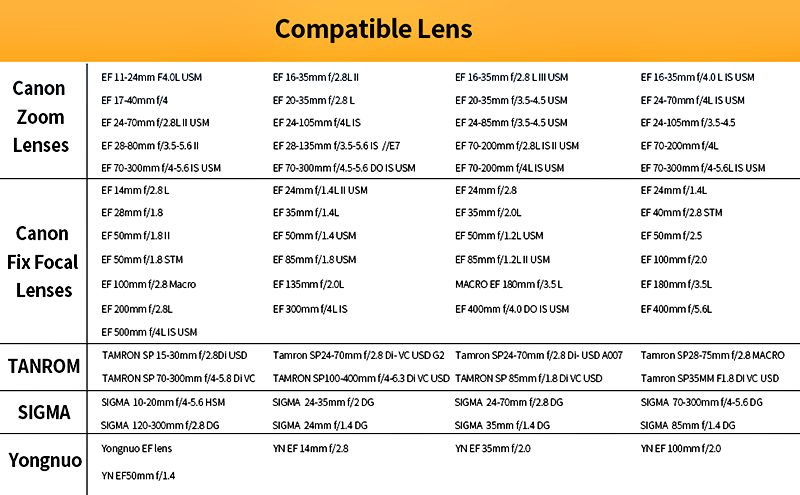 Compatible Lens
Canon
Zoom
Lenses
EF 11-24mm F4.0L USM
EF 16-35mm f/2.8L II
EF 16-35mm f/2.8 L III USM
EF 16-35mm f/4.0 L IS USM
EF 17-40mm f/4
EF 20-35mm f/2.8 L
EF 20-35mm f/3.5-4.5 USM
EF 24-70mm f/4L IS USM
EF 24-70mm f/2.8L II USM
EF 24-105mm f/4L IS
EF 24-85mm f/3.5-4.5 USM
EF 24-105mm f/3.5-4.5
EF 28-80mm f/3.5-5.6 II
EF 28-135mm f/3.5-5.6 IS //E7
EF 70-200mm f/2.8L IS II USM
EF 70-200mm f/4L
EF 70-300mm f/4-5.6 IS USM
EF 70-300mm f/4.5-5.6 DO IS USM
EF 70-200mm f/4L IS USM
EF 70-300mm f/4-5.6L IS USM
Canon
Fix Focal
Lenses
EF 14mm f/2.8 L
EF 24mm f/1.4L II USM
EF 24mm f/2.8
EF 24mm f/1.4L
EF 28mm f/1.8
EF 35mm f/1.4L
EF 35mm f/2.0L
EF 40mm f/2.8 STM
EF 50mm f/1.8 II
EF 50mm f/1.4 USM
EF 50mm f/1.2L USM
EF 50mm f/2.5
EF 50mm f/1.8 STM
EF 85mm f/1.8 USM
EF 85mm f/1.2L II USM
EF 100mm f/2.0
EF 100mm f/2.8 Macro
EF 135mm f/2.0L
MACRO EF 180mm f/3.5 L
EF 180mm f/3.5L
EF 200mm f/2.8L
EF 300mm f/4L IS
EF 400mm f/4.0 DO IS USM
EF 400mm f/5.6L
EF 500mm f/4L IS USM
TANROM
TAMRON SP 15-30mm f/2.8Di USD
Tamron SP24-70mm f/2.8 Di- VC USD G2
Tamron SP24-70mm f/2.8 Di- USD A007
Tamron SP28-75mm f/2.8 MACRO
TAMRON SP 70-300mm f/4-5.8 Di VC
TAMRON SP100-400mm f/4-6.3 Di VC USD
TAMRON SP 85mm f/1.8 Di VC USD
Tamron SP35MM F1.8 DI VC USD
SIGMA
SIGMA 10-20mm f/4-5.6 HSM
SIGMA 24-35mm f/2 DG
SIGMA 24-70mm f/2.8 DG
SIGMA 70-300mm f/4-5.6 DG
SIGMA 120-300mm f/2.8 DG
SIGMA 24mm f/1.4 DG
SIGMA 35mm f/1.4 DG
SIGMA 85mm f/1.4 DG
Yongnuo
Yongnuo EF lens
YN EF 14mm f/2.8
YN EF 35mm f/2.0
YN EF 100mm f/2.0
YN EF50mm f/1.4